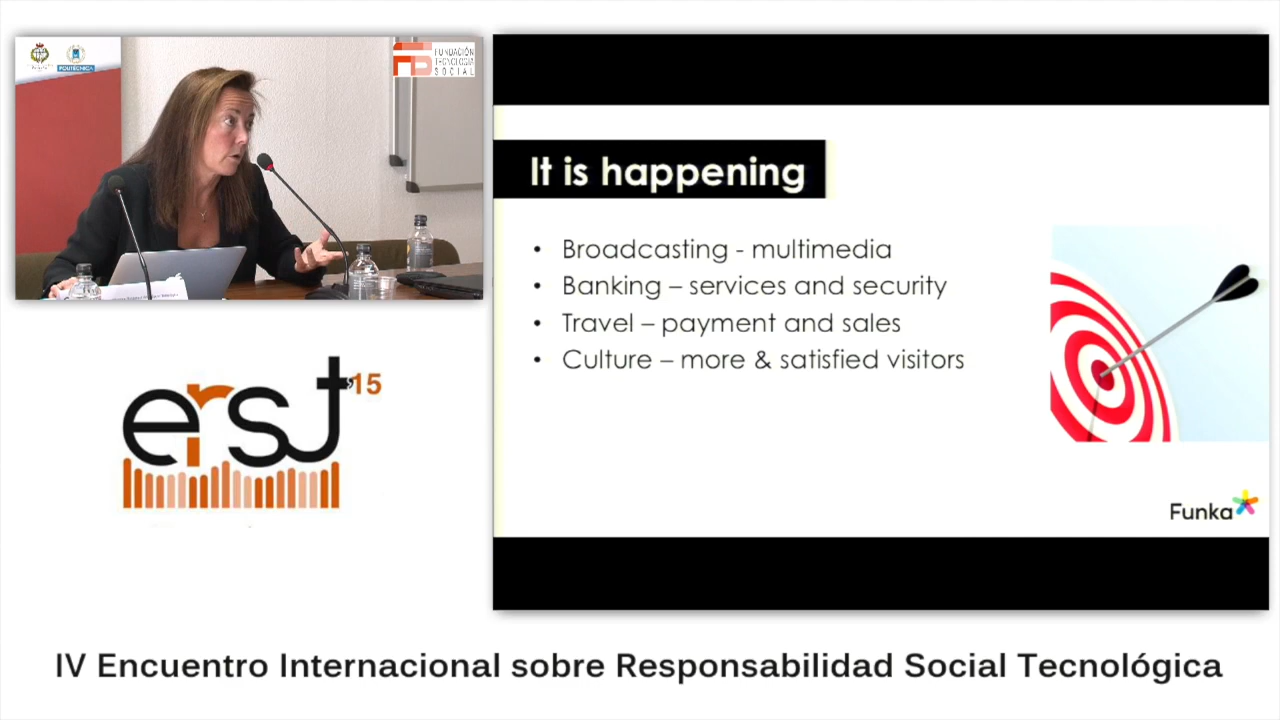 POLITÉCNICA
FUNDACIÓN
TECNOLOGÍA
SOCIAL
It is happening
• Broadcasting - multimedia
• Banking – services and security
• Travel – payment and sales
• Culture – more & satisfied visitors
Funka
erst'15
IV Encuentro Internacional sobre Responsabilidad Social Tecnológica